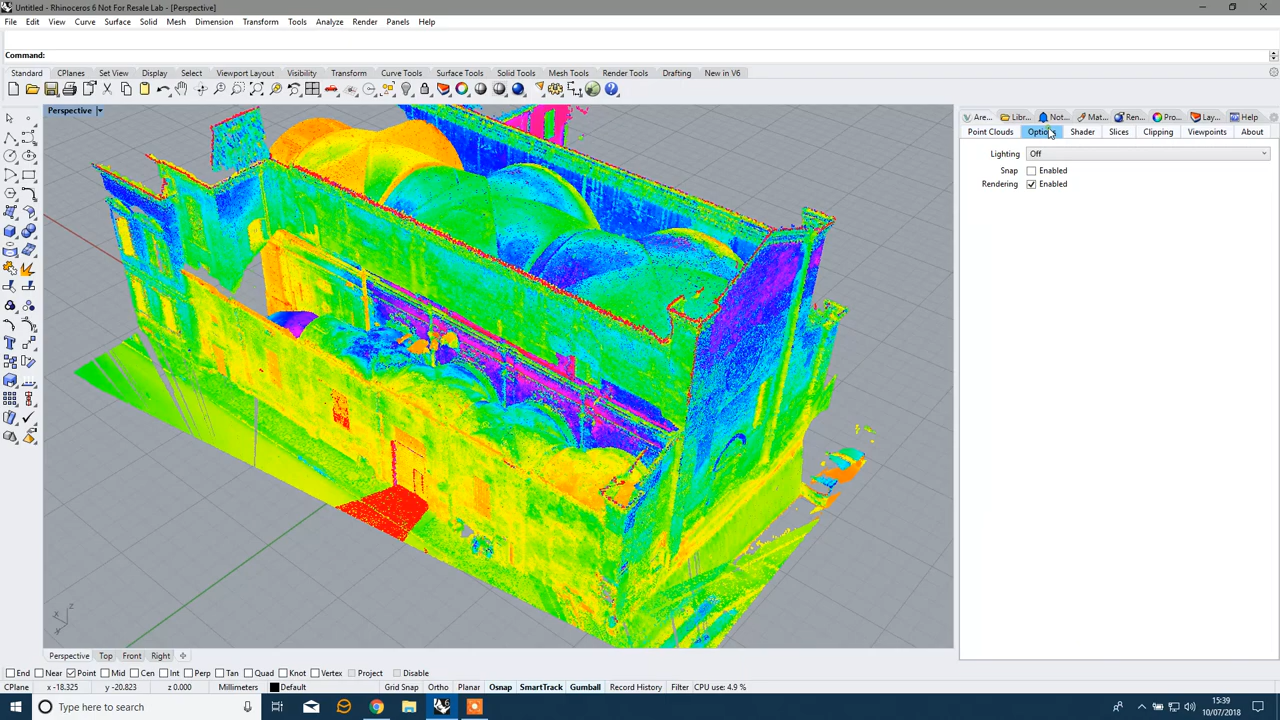 Untitled - Rhinoceros 6 Not For Resale Lab - [Perspective]
File Edit View Curve Surface Solid Mesh Dimension Transform Tools Analyze Render Panels Help
Command:
Standard CPlanes Set View Display Select Viewport Layout Visibility Transform Curve Tools Surface Tools Solid Tools Mesh Tools Render Tools Drafting New in V6
Perspective
Are... Libr... Not... Ma... Ren... Pro... Lay... Help
Point Clouds Options Shader Slices Clipping Viewpoints About
Lighting Off
Snap Enabled
Rendering Enabled
z
x
y
Perspective Top Front Right
End Near Point Mid Cen Int Perp Tan Quad Knot Vertex Project Disable
CPlane x -18.325 y -20.823 z 0.000 Millimeters Default Grid Snap Ortho Planar Osnap SmartTrack Gumball Record History Filter CPU use: 4.9 %
Type here to search
15:39
10/07/2018